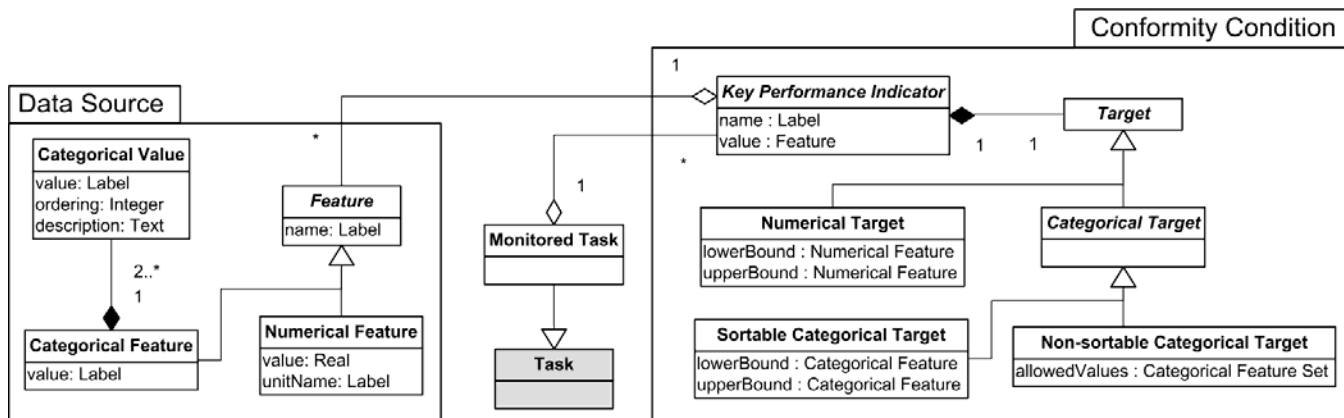 Conformity Condition
Data Source
1
Key Performance Indicator
name : Label
value : Feature
1
1
Target
*
*
Categorical Value
value: Label
ordering: Integer
description: Text
Feature
name: Label
1
Monitored Task
Numerical Target
lowerBound : Numerical Feature
upperBound : Numerical Feature
Categorical Target
2..*
1
Categorical Feature
value: Label
Numerical Feature
value: Real
unitName: Label
Task
Sortable Categorical Target
lowerBound : Categorical Feature
upperBound : Categorical Feature
Non-sortable Categorical Target
allowedValues : Categorical Feature Set